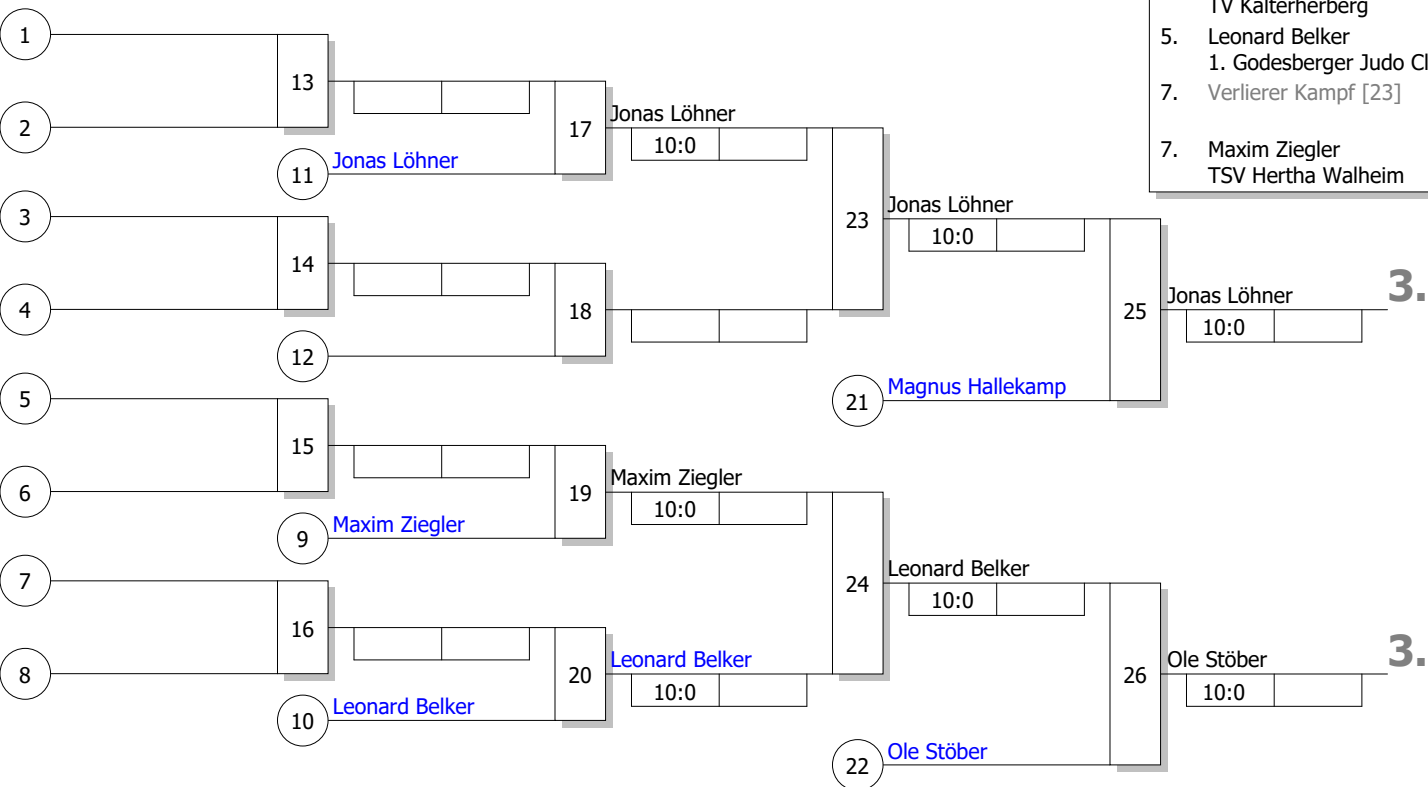 TV Kalterherberg
5. Leonard Belker
1. Godesberger Judo Cl
7. Verlierer Kampf [23]
7. Maxim Ziegler
TSV Hertha Walheim
1
13
2
17
Jonas Löhner
10:0
11
Jonas Löhner
3
23
Jonas Löhner
10:0
14
4
18
12
25
Jonas Löhner
10:0
3.
21
Magnus Hallekamp
5
15
6
19
Maxim Ziegler
10:0
9
Maxim Ziegler
7
24
Leonard Belker
10:0
16
8
20
Leonard Belker
10:0
10
Leonard Belker
26
Ole Stöber
10:0
3.
22
Ole Stöber